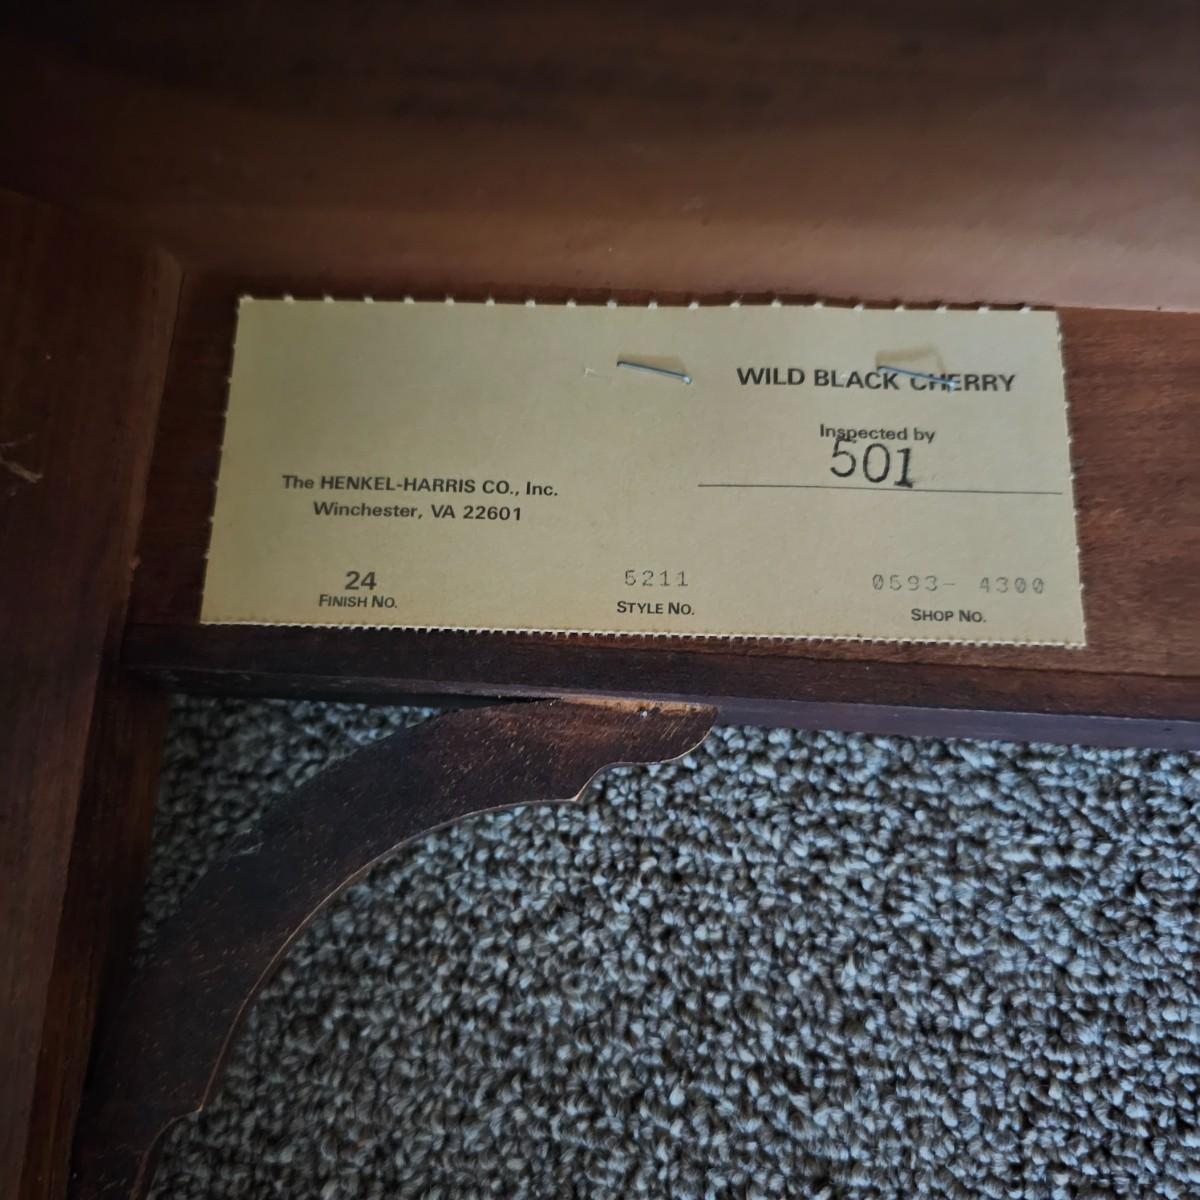 WILD BLACK CHERRY
Inspected by
501
The HENKEL-HARRIS CO., Inc.
Winchester, VA 22601
24 5211 0593- 4300
FINISH NO. STYLE NO. SHOP NO.